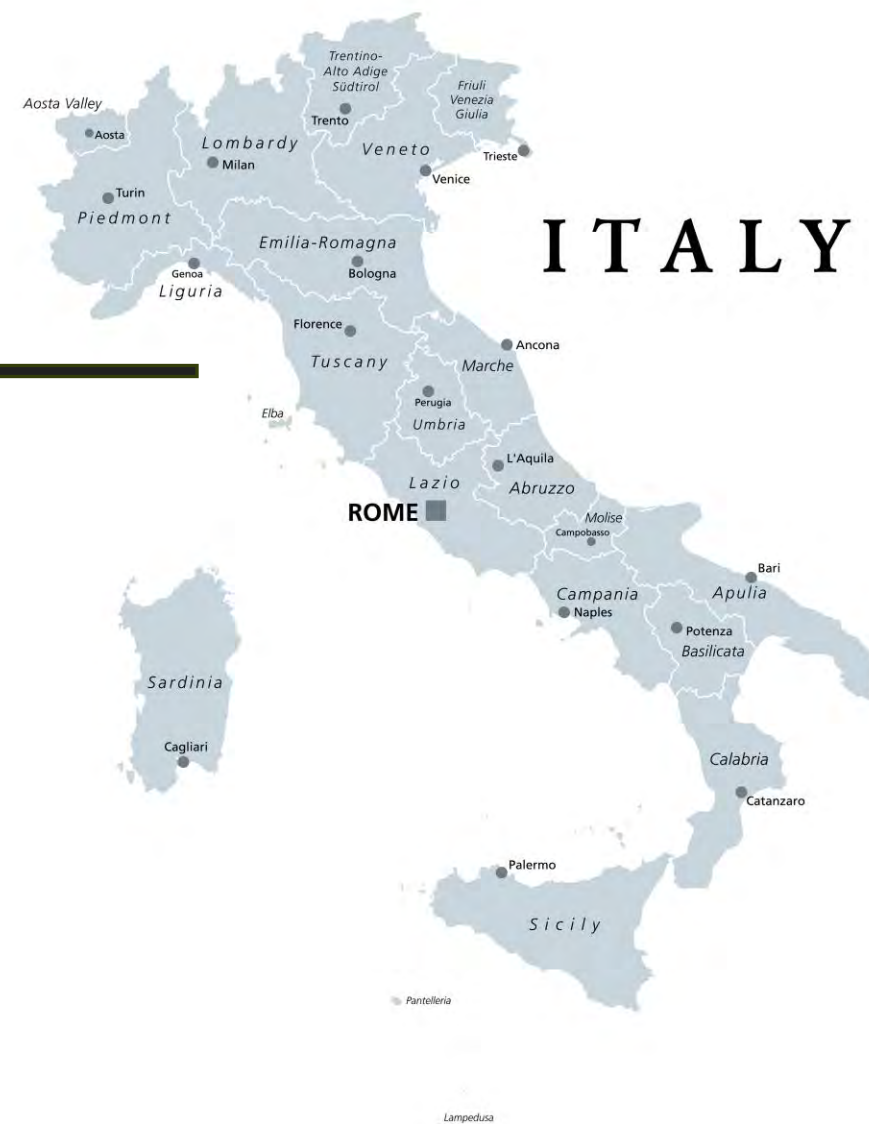 Trentino-
Alto Adige
Südtirol
Friuli
Venezia
Giulia
Aosta Valley
Trento
Aosta
Lombardy
Veneto
Trieste
Milan
Venice
Turin
Piedmont
ITALY
Emilia-Romagna
Genoa
Bologna
Liguria
Florence
Ancona
Tuscany
Marche
Perugia
Elba
Umbria
L'Aquila
Lazio
Abruzzo
ROME
Molise
Campobasso
Bari
Campania
Apulia
Naples
Potenza
Basilicata
Sardinia
Cagliari
Calabria
Catanzaro
Palermo
Sicily
Pantelleria
Lampedusa